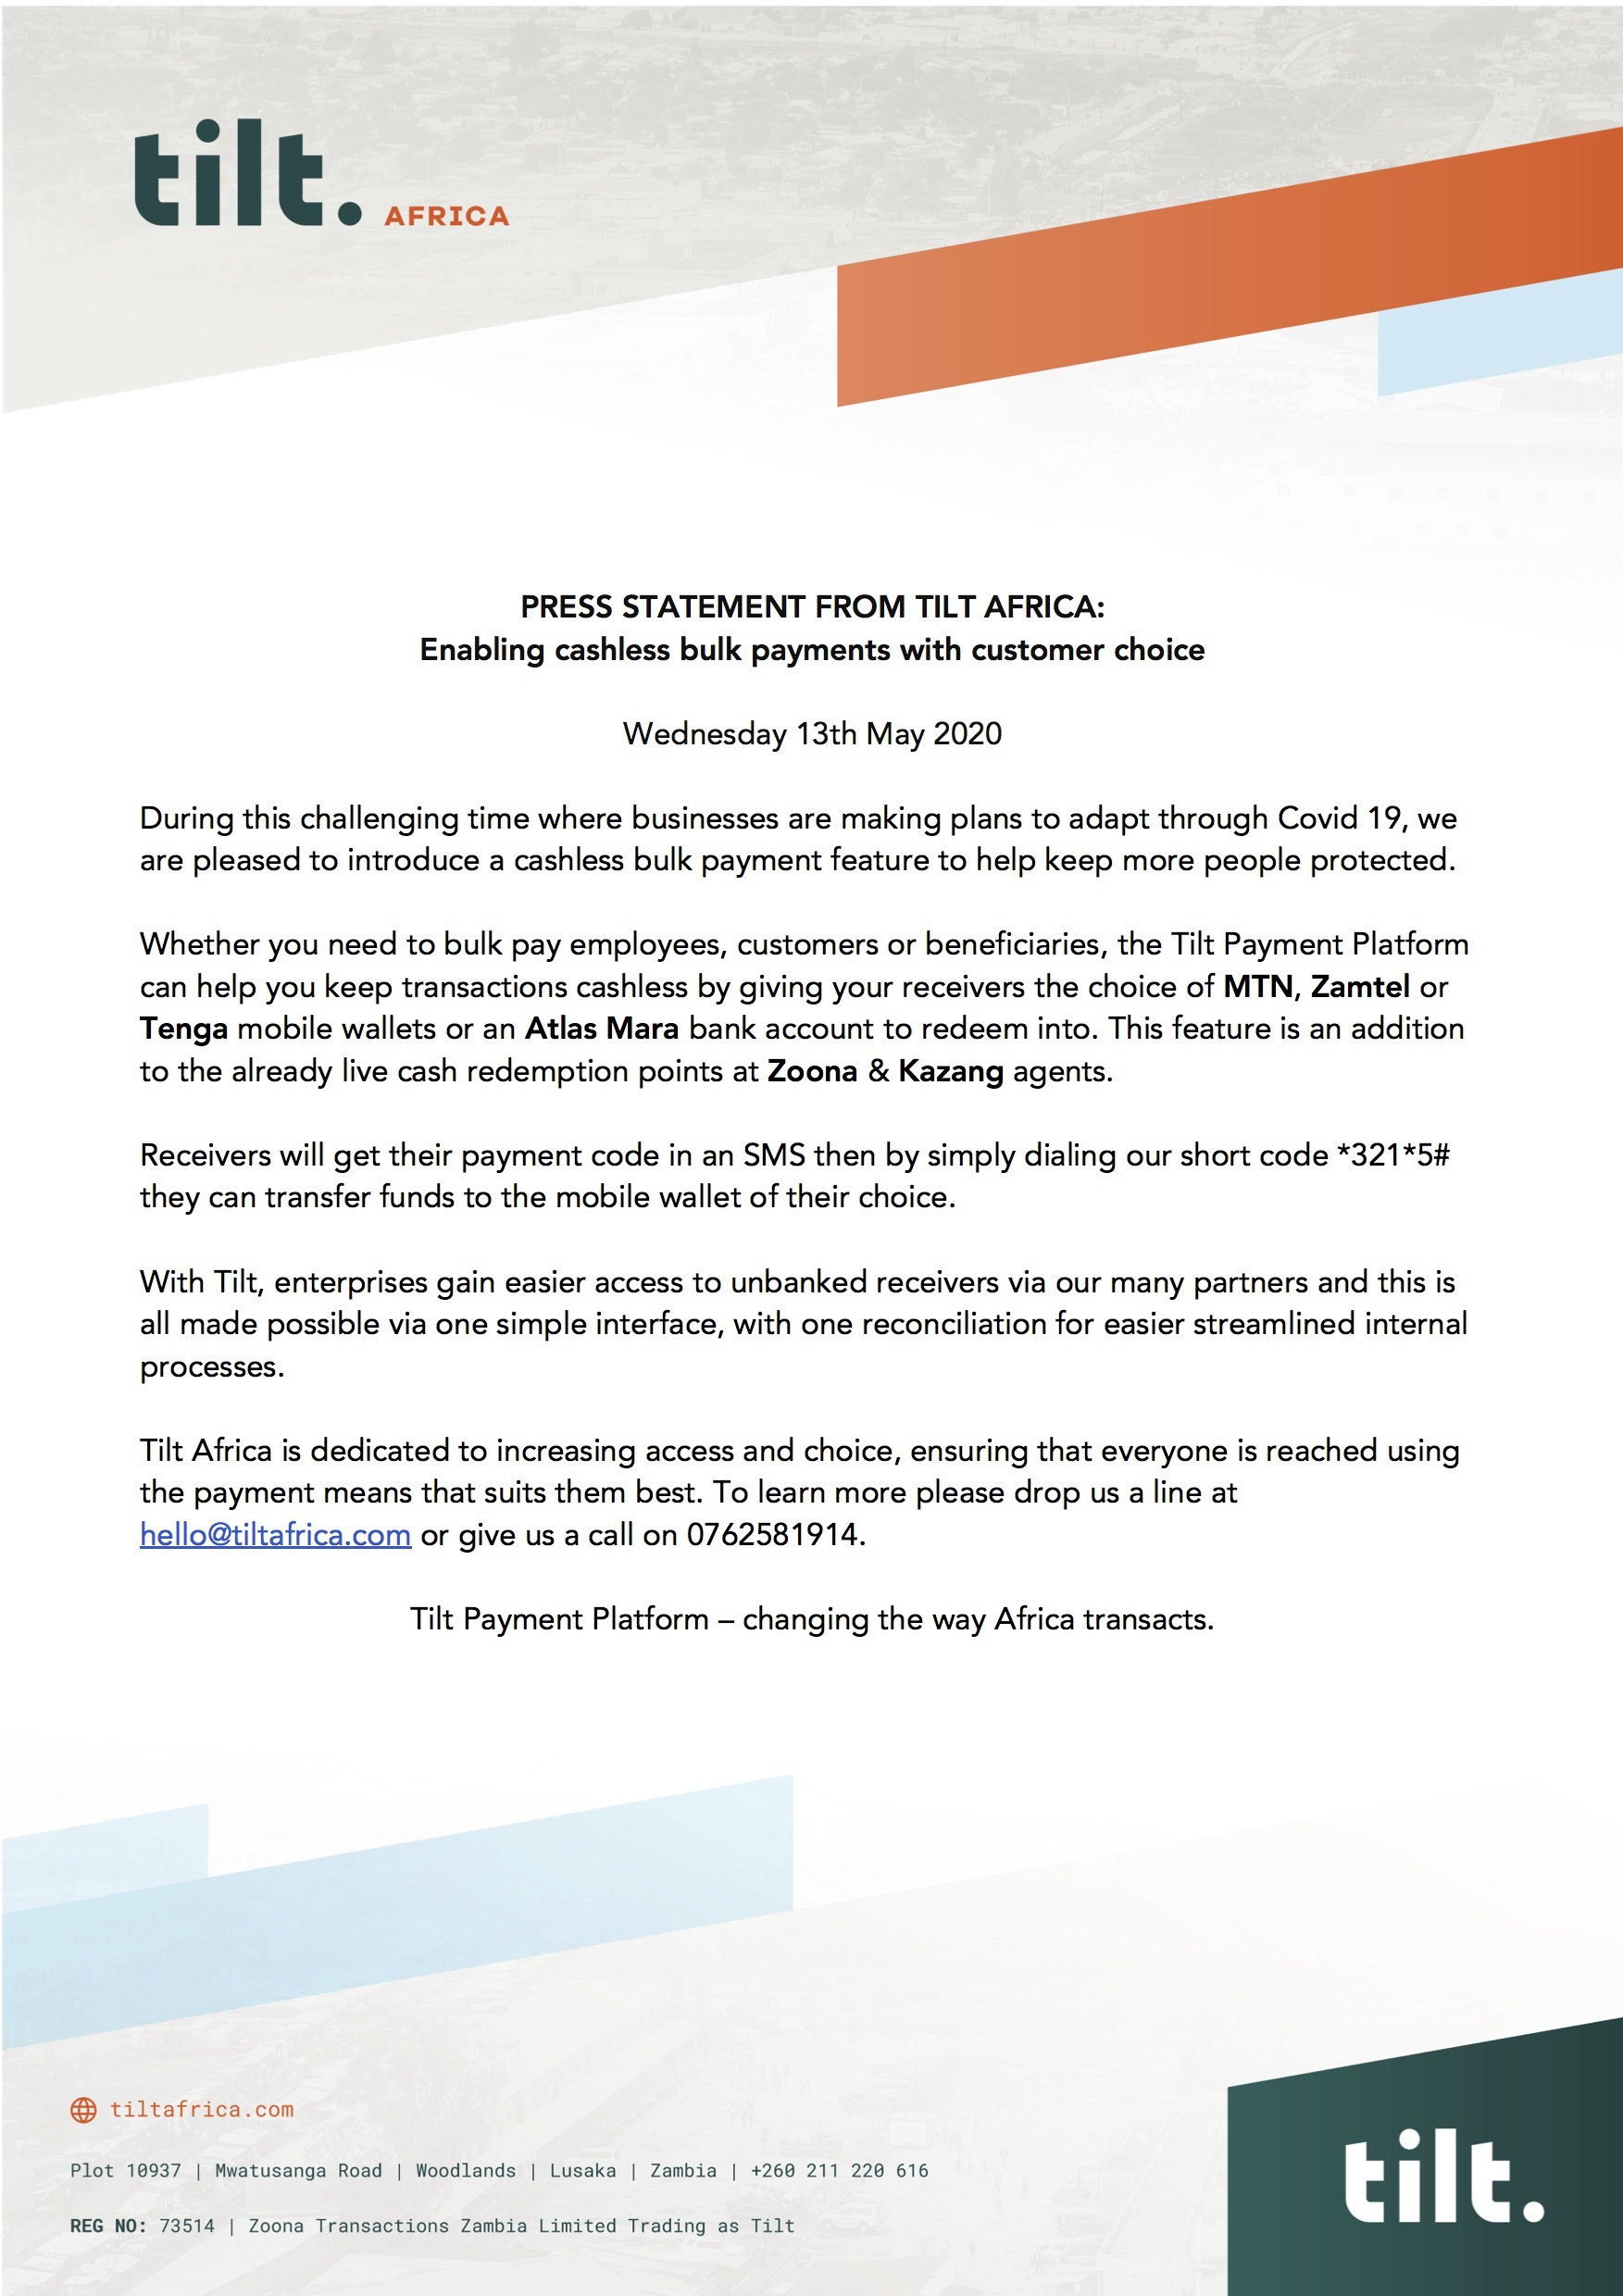 tilt. AFRICA
PRESS STATEMENT FROM TILT AFRICA:
Enabling cashless bulk payments with customer choice
Wednesday 13th May 2020
During this challenging time where businesses are making plans to adapt through Covid 19, we
are pleased to introduce a cashless bulk payment feature to help keep more people protected.
Whether you need to bulk pay employees, customers or beneficiaries, the Tilt Payment Platform
can help you keep transactions cashless by giving your receivers the choice of MTN, Zamtel or
Tenga mobile wallets or an Atlas Mara bank account to redeem into. This feature is an addition
to the already live cash redemption points at Zoona & Kazang agents.
Receivers will get their payment code in an SMS then by simply dialing our short code *321*5#
they can transfer funds to the mobile wallet of their choice.
With Tilt, enterprises gain easier access to unbanked receivers via our many partners and this is
all made possible via one simple interface, with one reconciliation for easier streamlined internal
processes.
Tilt Africa is dedicated to increasing access and choice, ensuring that everyone is reached using
the payment means that suits them best. To learn more please drop us a line at
hello@tiltafrica.com or give us a call on 0762581914.
Tilt Payment Platform – changing the way Africa transacts.
tiltafrica.com
Plot 10937 | Mwatusanga Road | Woodlands | Lusaka | Zambia | +260 211 220 616
REG NO: 73514 | Zoona Transactions Zambia Limited Trading as Tilt
tilt.